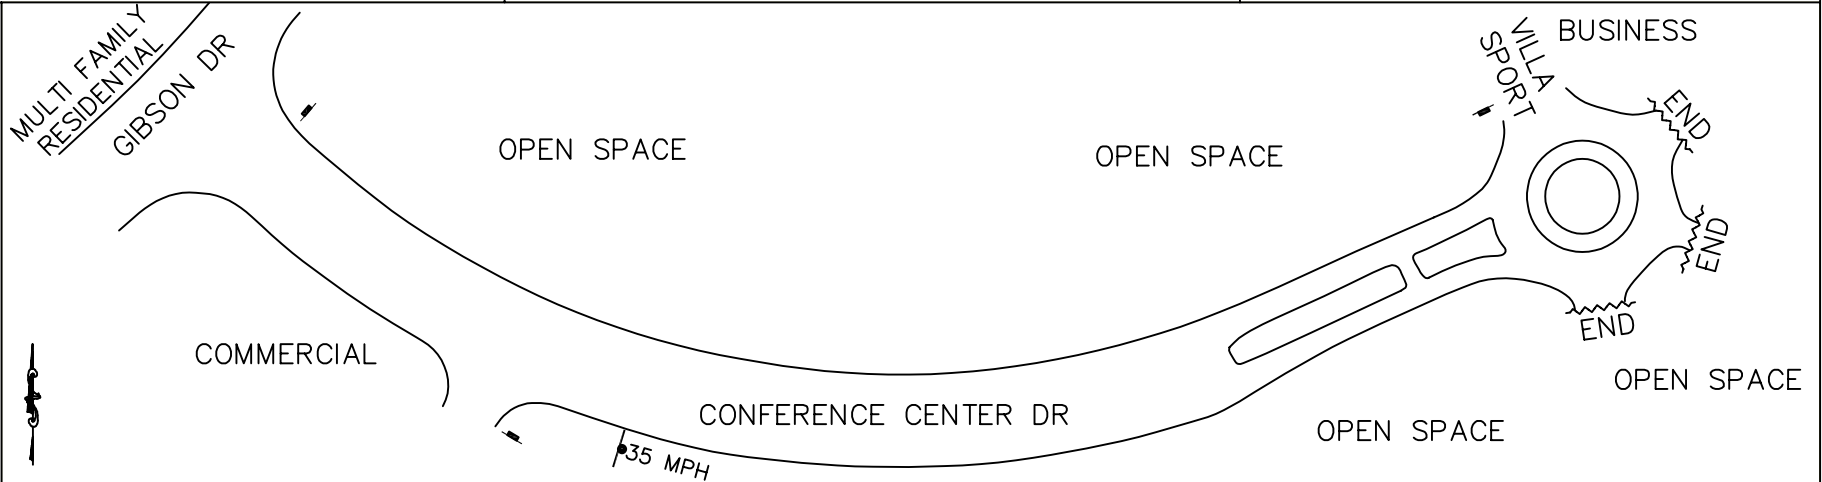 MULTI FAMILY
RESIDENTIAL
GIBSON DR
OPEN SPACE
OPEN SPACE
VILLA
SPORT
BUSINESS
END
END
END
COMMERCIAL
CONFERENCE CENTER DR
35 MPH
OPEN SPACE
OPEN SPACE